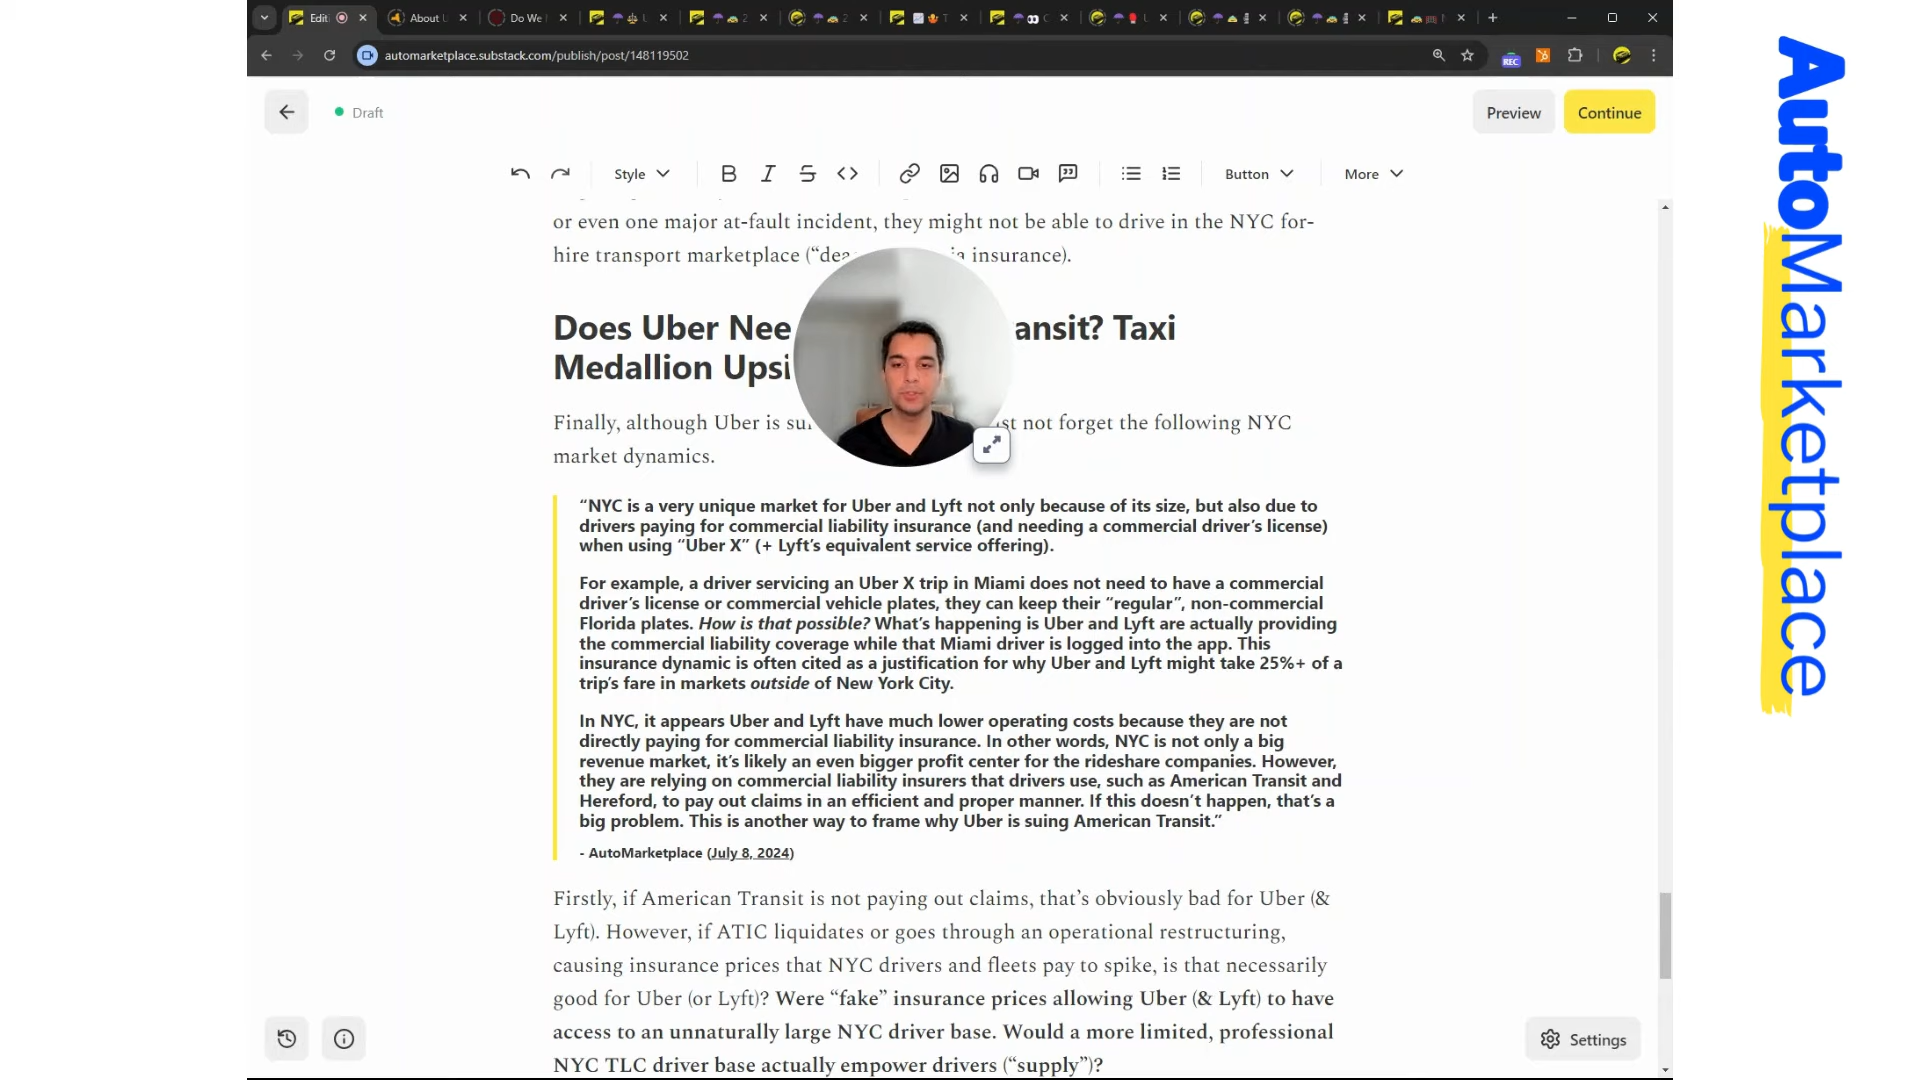 Edit
About
Do We
automarketplace.substack.com/publish/post/148119502
REC
Draft
Preview
Continue
Style
Button
More
or even one major at-fault incident, they might not be able to drive in the NYC for-
hire transport marketplace (“dea insurance).
Does Uber Nee ansit? Taxi
Medallion Upsi
Finally, although Uber is su st not forget the following NYC
market dynamics.
“NYC is a very unique market for Uber and Lyft not only because of its size, but also due to
drivers paying for commercial liability insurance (and needing a commercial driver’s license)
when using “Uber X” (+ Lyft’s equivalent service offering).
For example, a driver servicing an Uber X trip in Miami does not need to have a commercial
driver’s license or commercial vehicle plates, they can keep their “regular”, non-commercial
Florida plates. How is that possible? What’s happening is Uber and Lyft are actually providing
the commercial liability coverage while that Miami driver is logged into the app. This
insurance dynamic is often cited as a justification for why Uber and Lyft might take 25%+ of a
trip’s fare in markets outside of New York City.
In NYC, it appears Uber and Lyft have much lower operating costs because they are not
directly paying for commercial liability insurance. In other words, NYC is not only a big
revenue market, it’s likely an even bigger profit center for the rideshare companies. However,
they are relying on commercial liability insurers that drivers use, such as American Transit and
Hereford, to pay out claims in an efficient and proper manner. If this doesn’t happen, that’s a
big problem. This is another way to frame why Uber is suing American Transit.”
- AutoMarketplace (July 8, 2024)
Firstly, if American Transit is not paying out claims, that’s obviously bad for Uber (&
Lyft). However, if ATIC liquidates or goes through an operational restructuring,
causing insurance prices that NYC drivers and fleets pay to spike, is that necessarily
good for Uber (or Lyft)? Were “fake” insurance prices allowing Uber (& Lyft) to have
access to an unnaturally large NYC driver base. Would a more limited, professional
NYC TLC driver base actually empower drivers (“supply”)?
Settings
AutoMarketplace